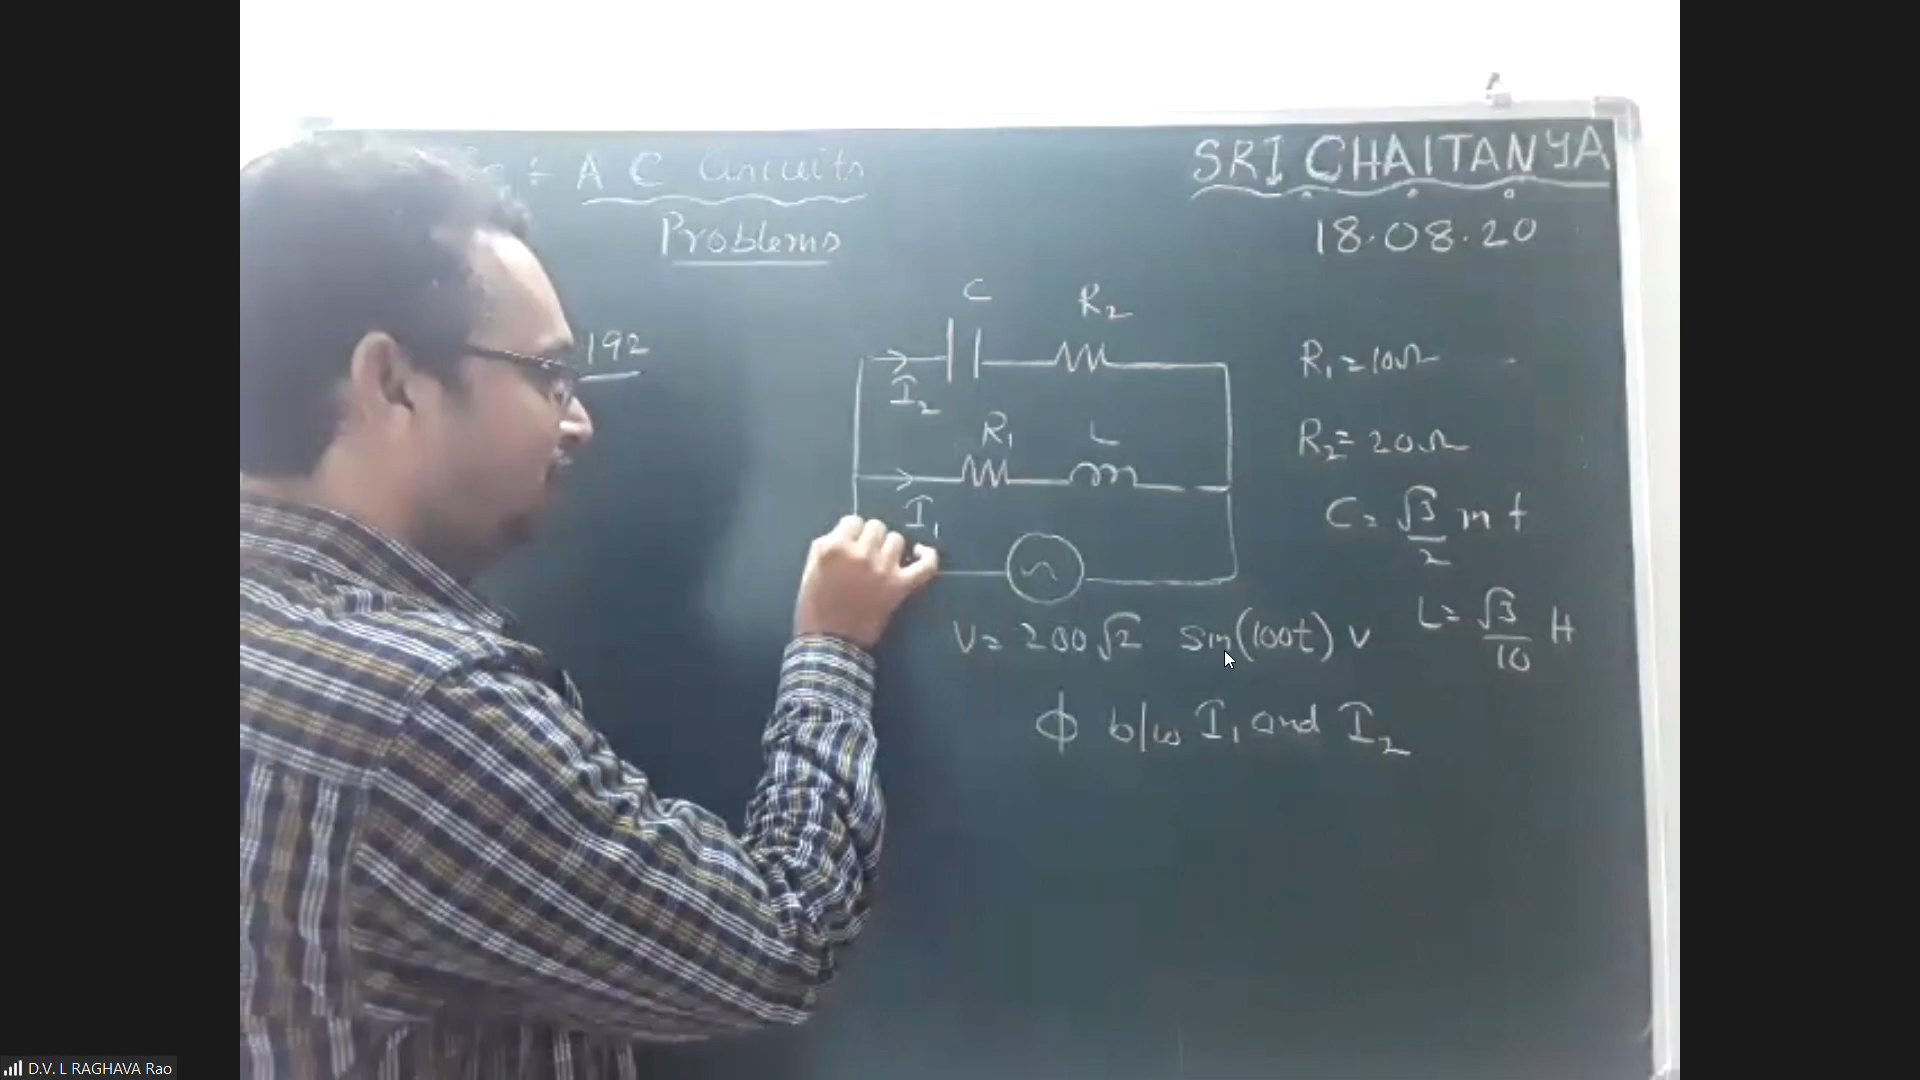 A C Circuits
Problems
SRI CHAITANYA
18.08.20
192
C
R₂
I₂
R₁
L
I₁
R₁ = 10Ω
R₂ = 20Ω
C = √3/2 m f
L = √3/10 H
V = 200√2 sin(100t) V
ϕ b/w I₁ and I₂
D.V. L RAGHAVA Rao